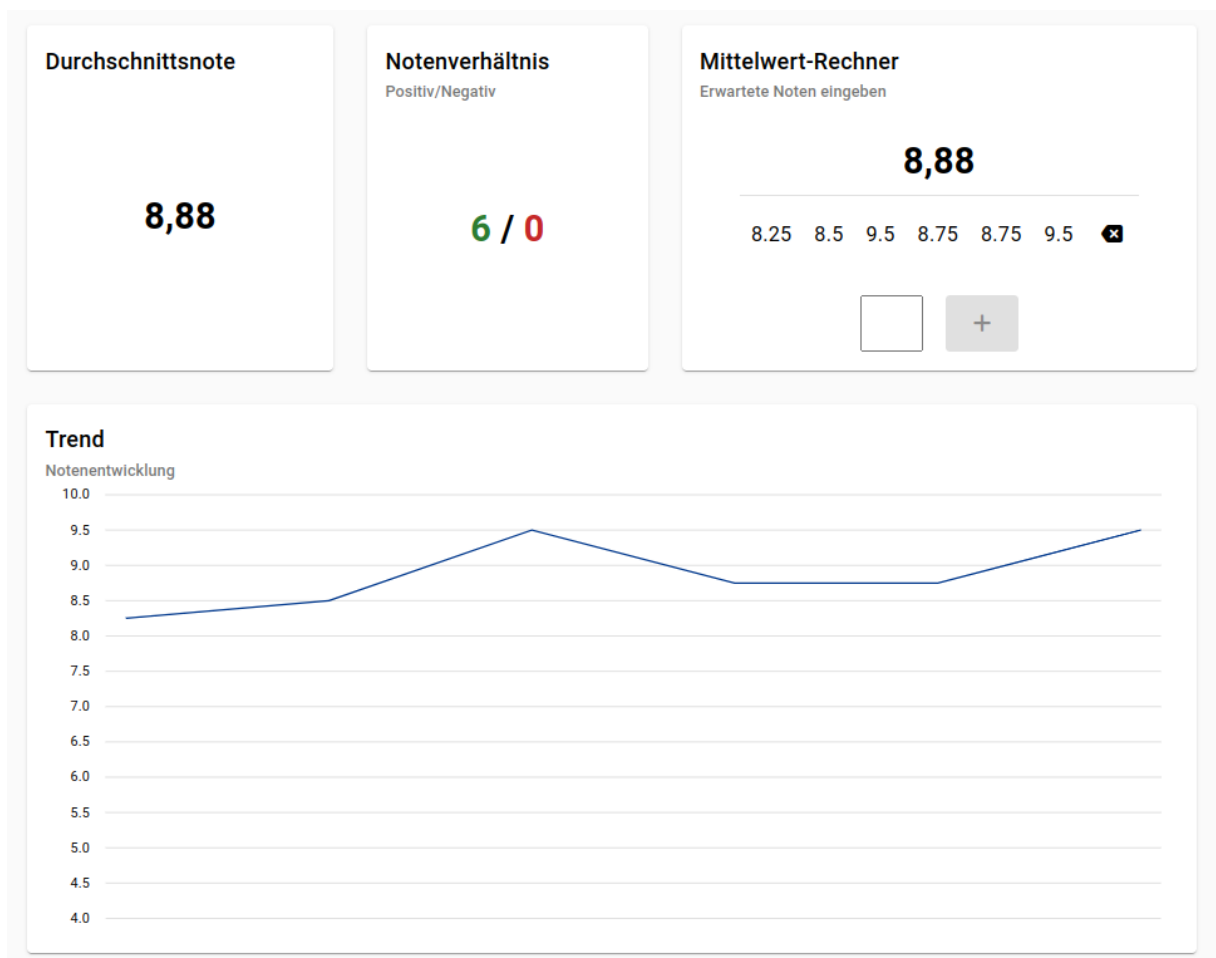 Durchschnittsnote
8,88
Notenverhältnis
Positiv/Negativ
6 / 0
Mittelwert-Rechner
Erwartete Noten eingeben
8,88
8.25 8.5 9.5 8.75 8.75 9.5
+
Trend
Notenentwicklung
10.0
9.5
9.0
8.5
8.0
7.5
7.0
6.5
6.0
5.5
5.0
4.5
4.0